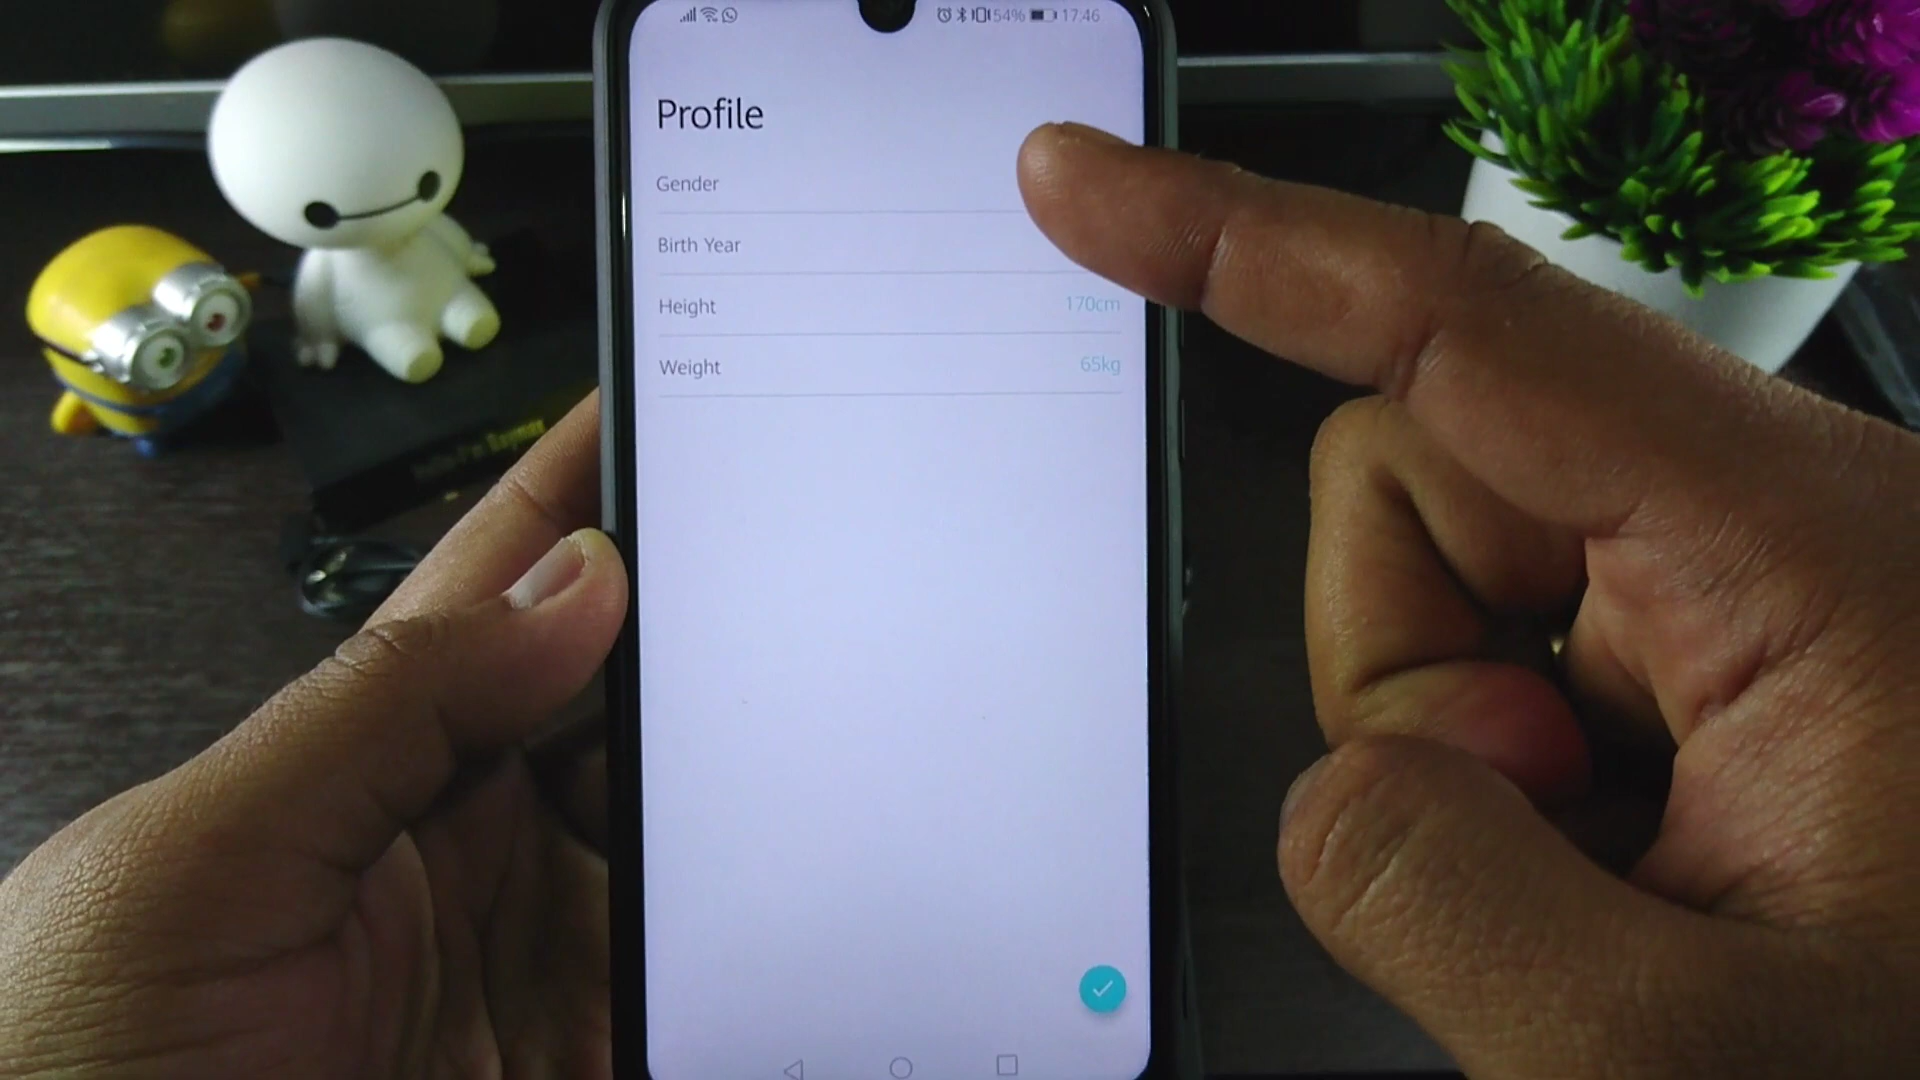 54% 17:46
Profile
Gender
Birth Year
Height 170cm
Weight 65kg